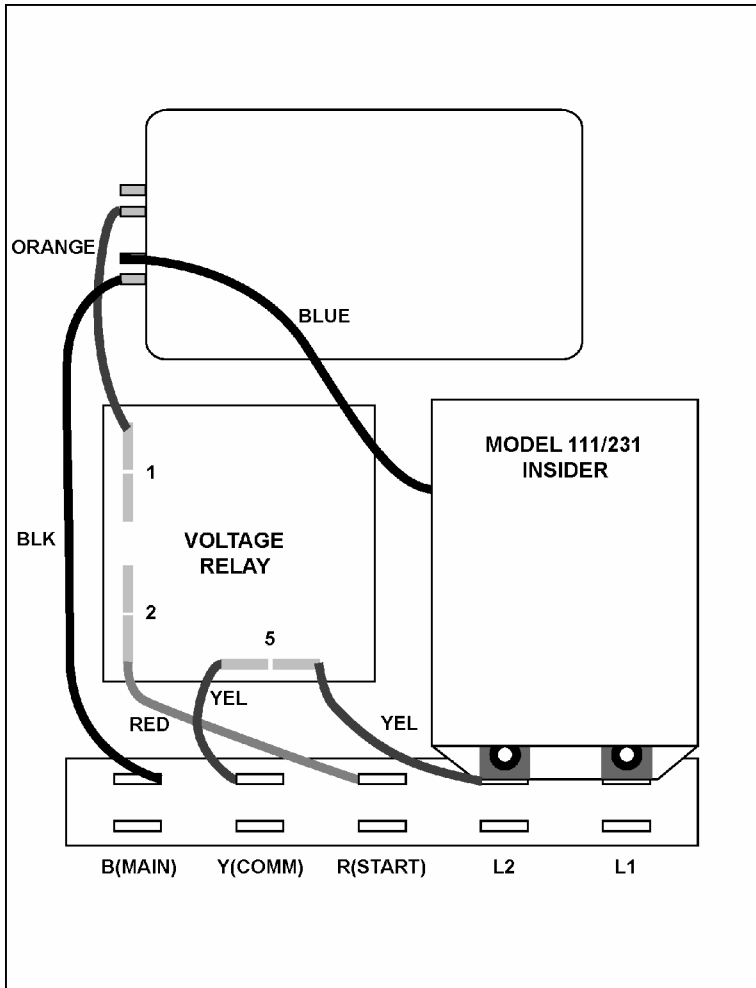 ORANGE
BLUE
MODEL 111/231
INSIDER
1
BLK
VOLTAGE
RELAY
2
5
YEL
RED
YEL
B(MAIN)
Y(COMM)
R(START)
L2
L1